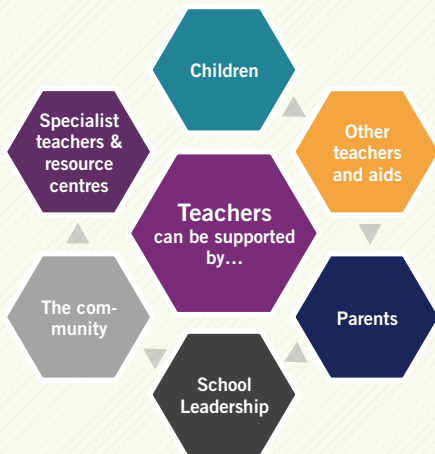 Children
Other
teachers
and aids
Parents
School
Leadership
The com-
munity
Specialist
teachers &
resource
centres
Teachers
can be supported
by...